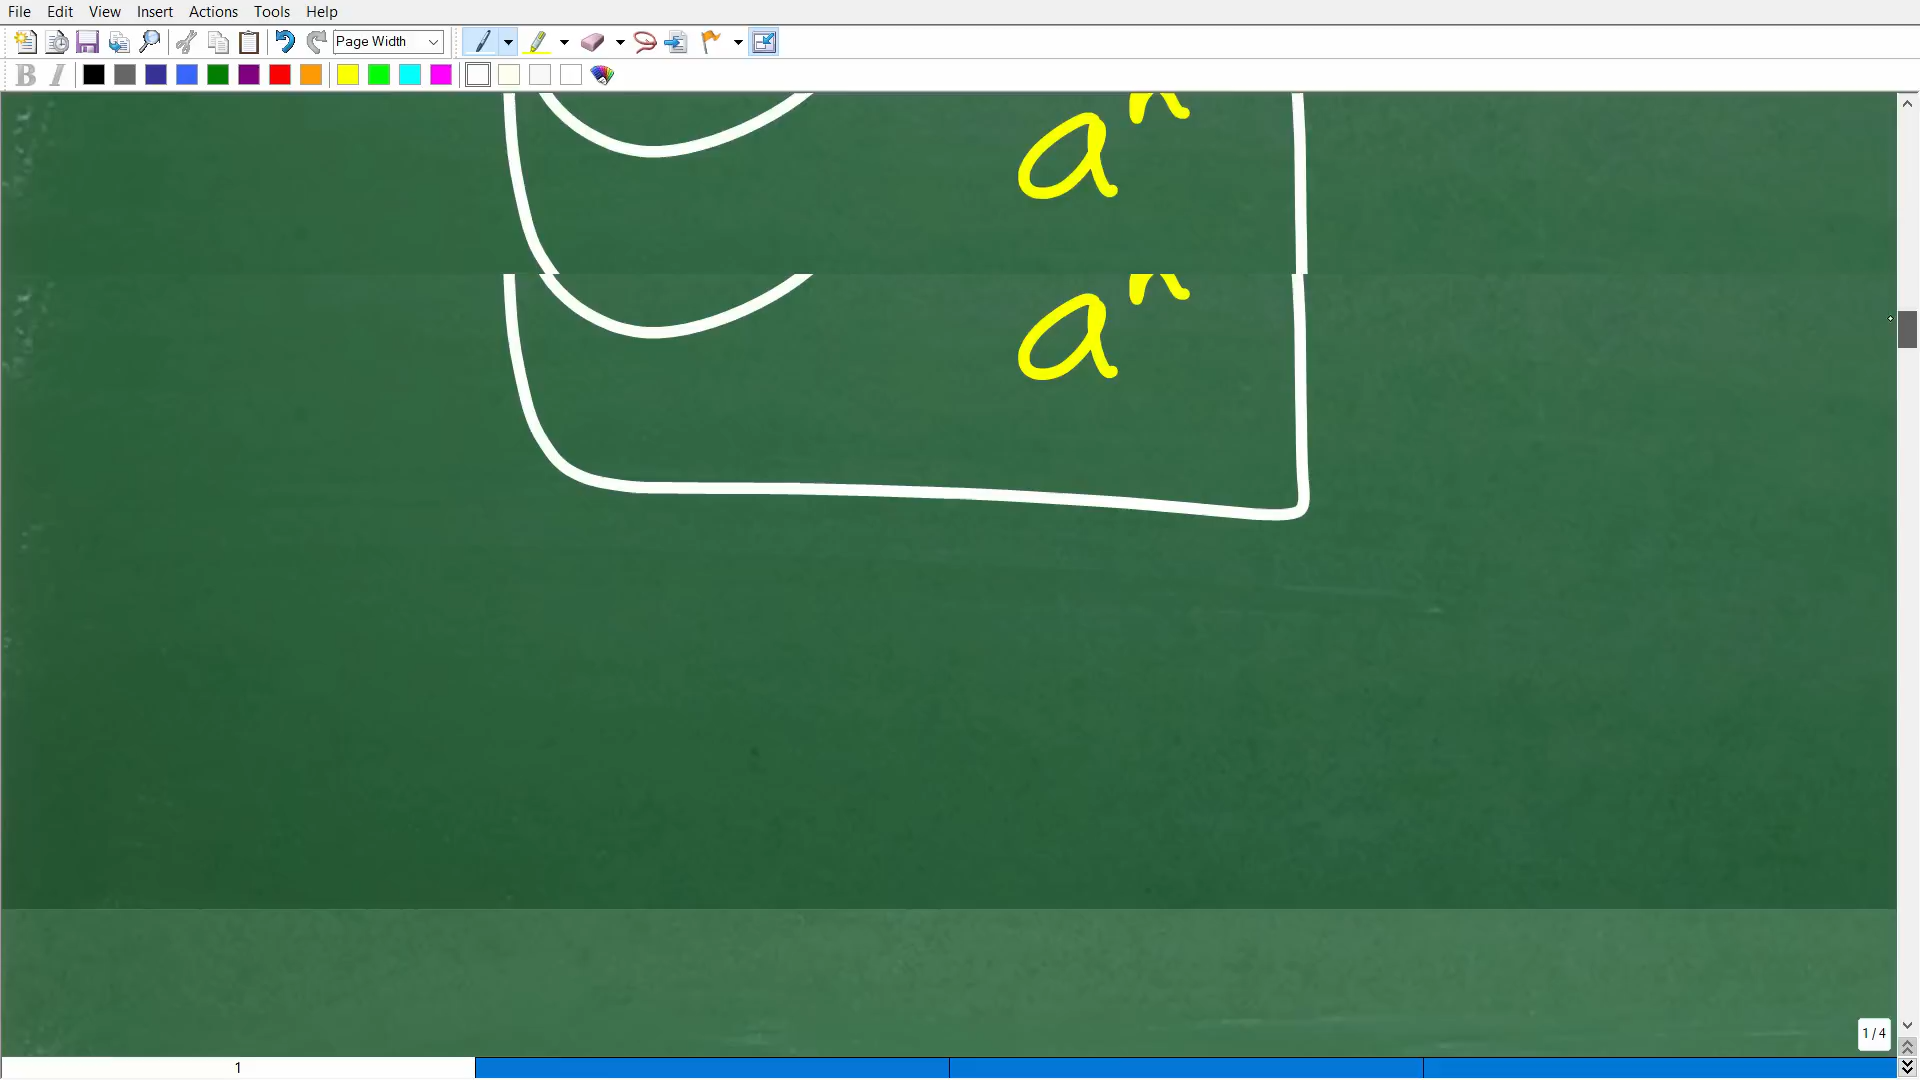 File Edit View Insert Actions Tools Help
Page Width
B I
a
a
1 / 4
1